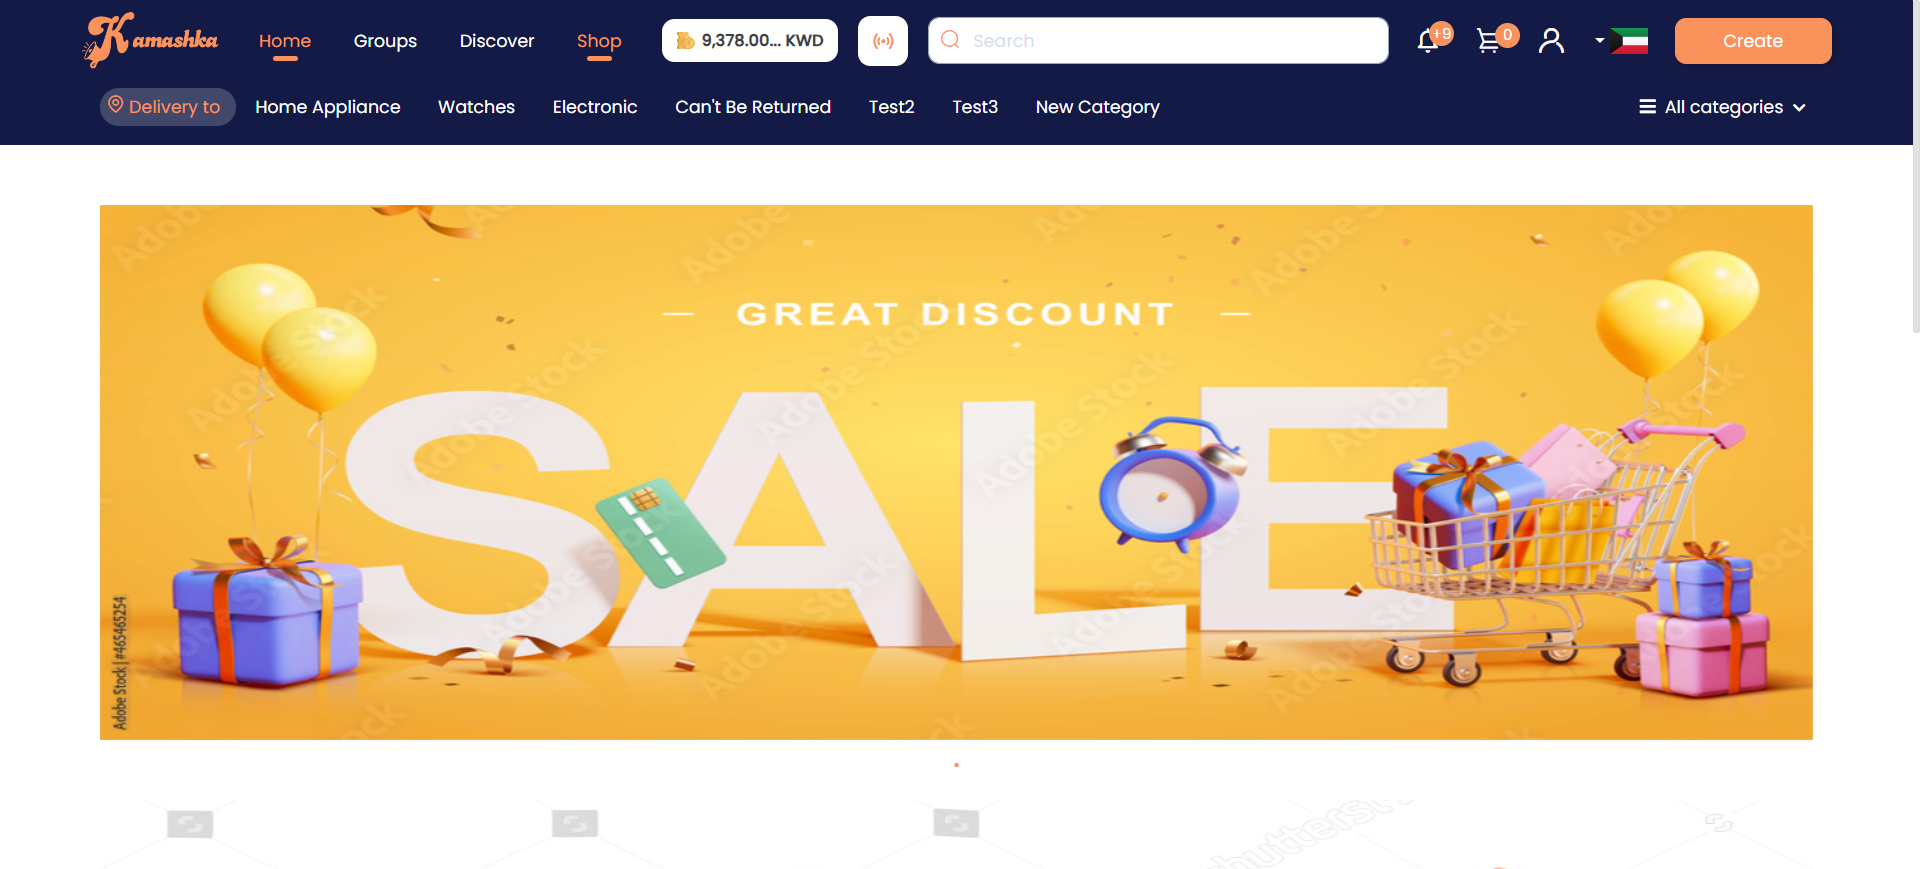 Kamashka
Home
Groups
Discover
Shop
9,378.00... KWD
Search
+9
0
Create
Delivery to
Home Appliance
Watches
Electronic
Can't Be Returned
Test2
Test3
New Category
All categories
GREAT DISCOUNT
SALE
Adobe Stock | #465465254
Adobe Stock